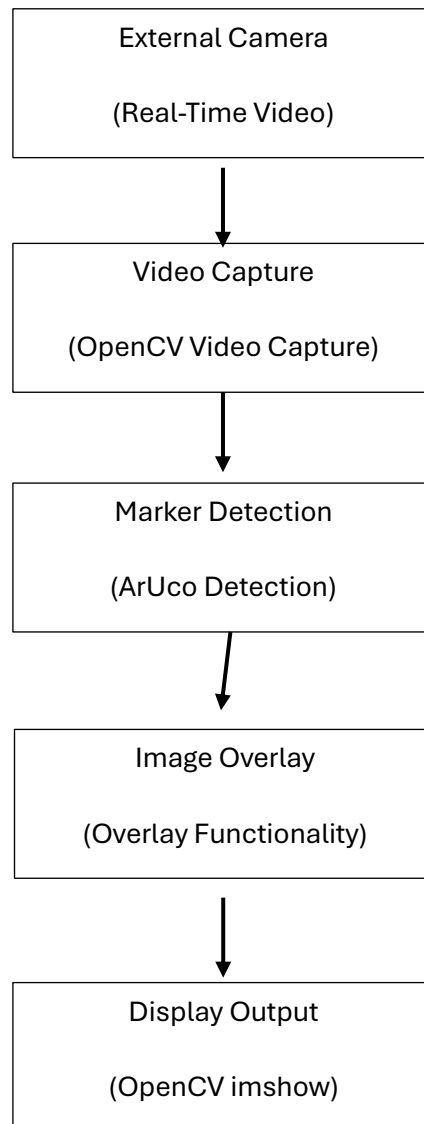 External Camera
(Real-Time Video)
Video Capture
(OpenCV Video Capture)
Marker Detection
(ArUco Detection)
Image Overlay
(Overlay Functionality)
Display Output
(OpenCV imshow)